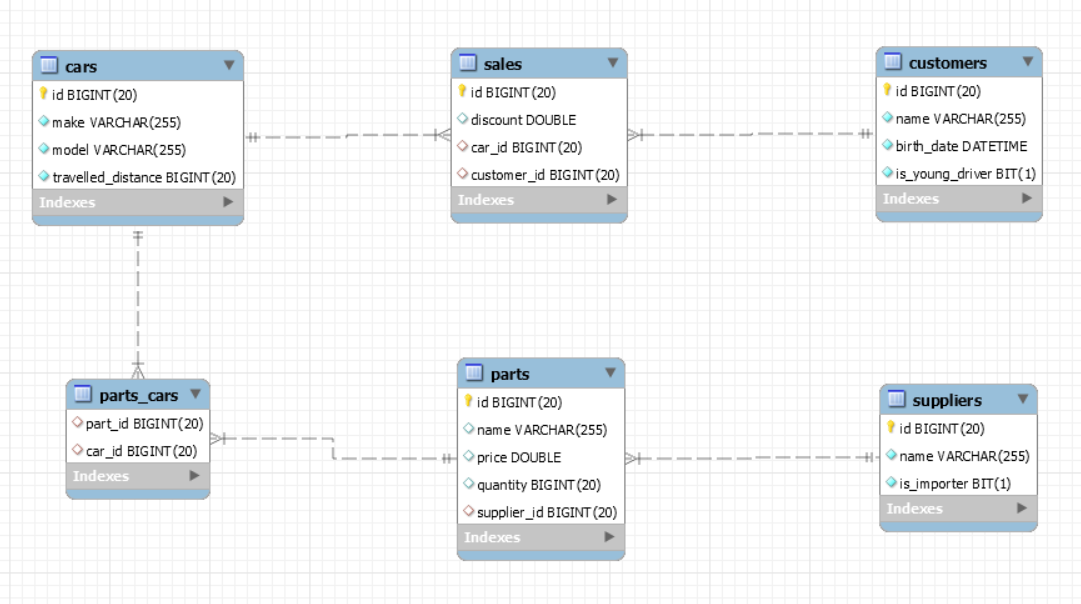 cars
id BIGINT(20)
make VARCHAR(255)
model VARCHAR(255)
travelled_distance BIGINT(20)
Indexes
sales
id BIGINT(20)
discount DOUBLE
car_id BIGINT(20)
customer_id BIGINT(20)
Indexes
customers
id BIGINT(20)
name VARCHAR(255)
birth_date DATETIME
is_young_driver BIT(1)
Indexes
parts_cars
part_id BIGINT(20)
car_id BIGINT(20)
Indexes
parts
id BIGINT(20)
name VARCHAR(255)
price DOUBLE
quantity BIGINT(20)
supplier_id BIGINT(20)
Indexes
suppliers
id BIGINT(20)
name VARCHAR(255)
is_importer BIT(1)
Indexes